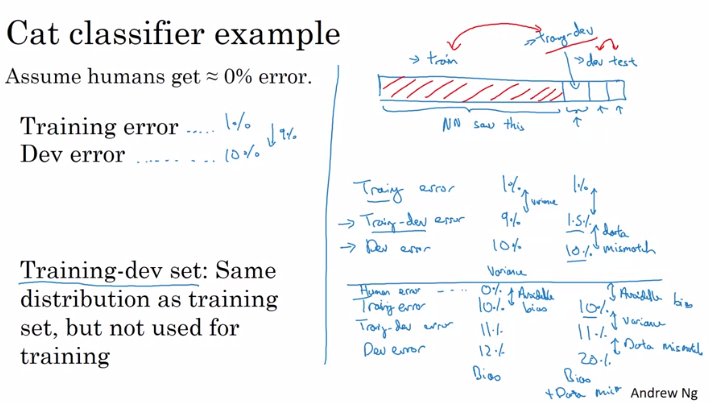 Cat classifier example
Assume humans get ≈ 0% error.
Training error ..... 1%
↓ 9%
Dev error ........ 10%
Training-dev set: Same
distribution as training
set, but not used for
training
→ train
→ traing-dev
→ dev test
NN saw this
Traing error 1% 1%
↕ variance
→ Traing-dev error 9% 1.5%
↕ data mismatch
→ Dev error 10% 10%
Variance
Human error .... 0%
↕ Avoidable bias
↕ Avoidable bias
Traing error 10% 10%
↕ Variance
Traing-dev error 11% 11%
↕ Data mismatch
Dev error 12% 20%
Bias Bias
+ Data
Andrew Ng